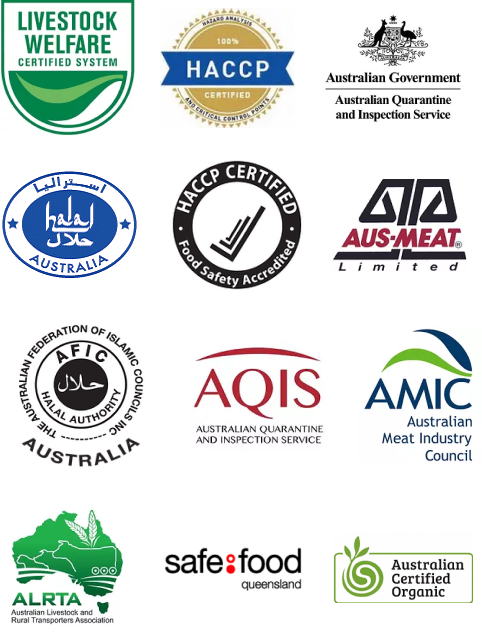 LIVESTOCK
WELFARE
CERTIFIED SYSTEM
HAZARD ANALYSIS
100%
HACCP
CERTIFIED
AND CRITICAL CONTROL POINTS
Australian Government
Australian Quarantine
and Inspection Service
استراليا
halal
حلال
AUSTRALIA
HACCP CERTIFIED
Food Safety Accredited
AUS-MEAT®
Limited
THE AUSTRALIAN FEDERATION OF ISLAMIC COUNCILS INC
AFIC
حلال
HALAL AUTHORITY
AUSTRALIA
AQIS
AUSTRALIAN QUARANTINE
AND INSPECTION SERVICE
AMIC
Australian
Meat Industry
Council
ALRTA
Australian Livestock and
Rural Transporters Association
safe:food
queensland
Australian
Certified
Organic